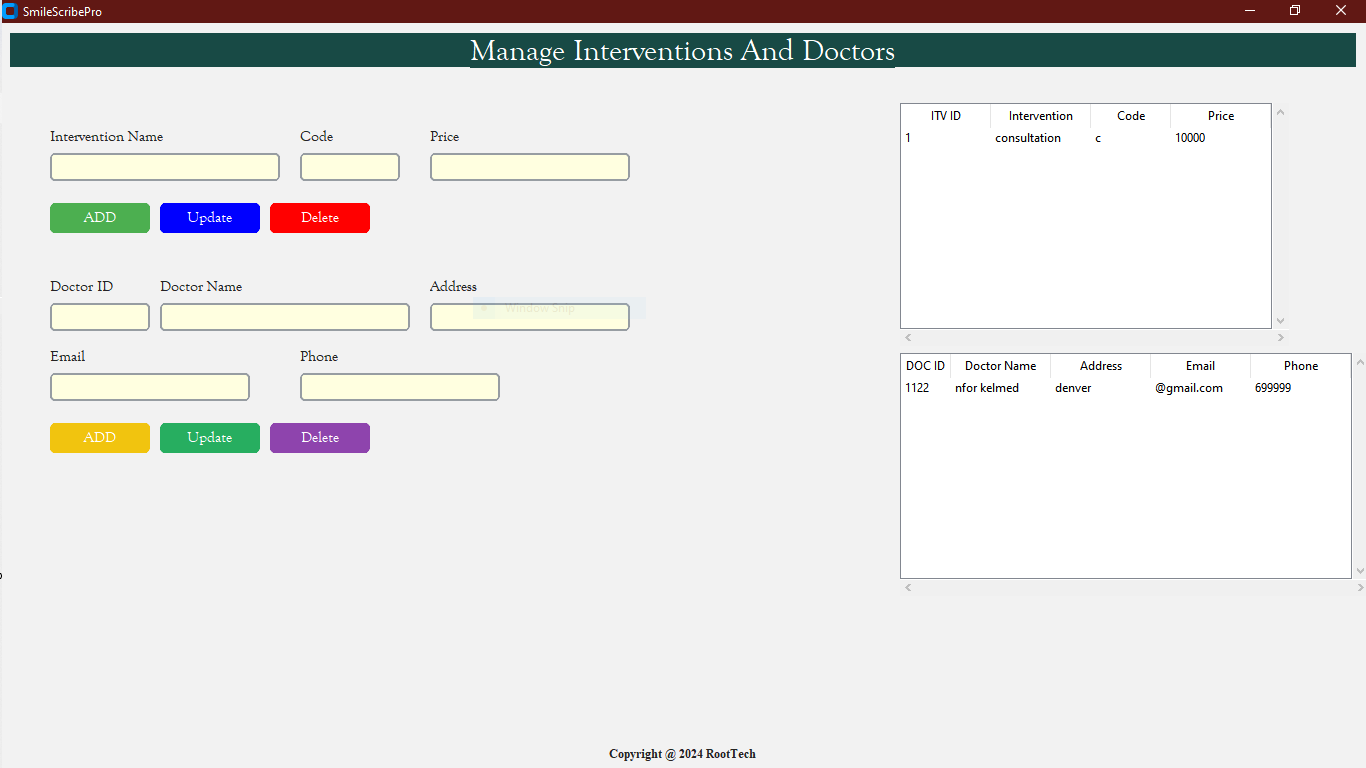 SmileScribePro
Manage Interventions And Doctors
Intervention Name Code Price
ADD Update Delete
Doctor ID Doctor Name Address
Window Snip
Email Phone
ADD Update Delete
ITV ID Intervention Code Price
1 consultation c 10000
DOC ID Doctor Name Address Email Phone
1122 nfor kelmed denver @gmail.com 699999
Copyright @ 2024 RootTech